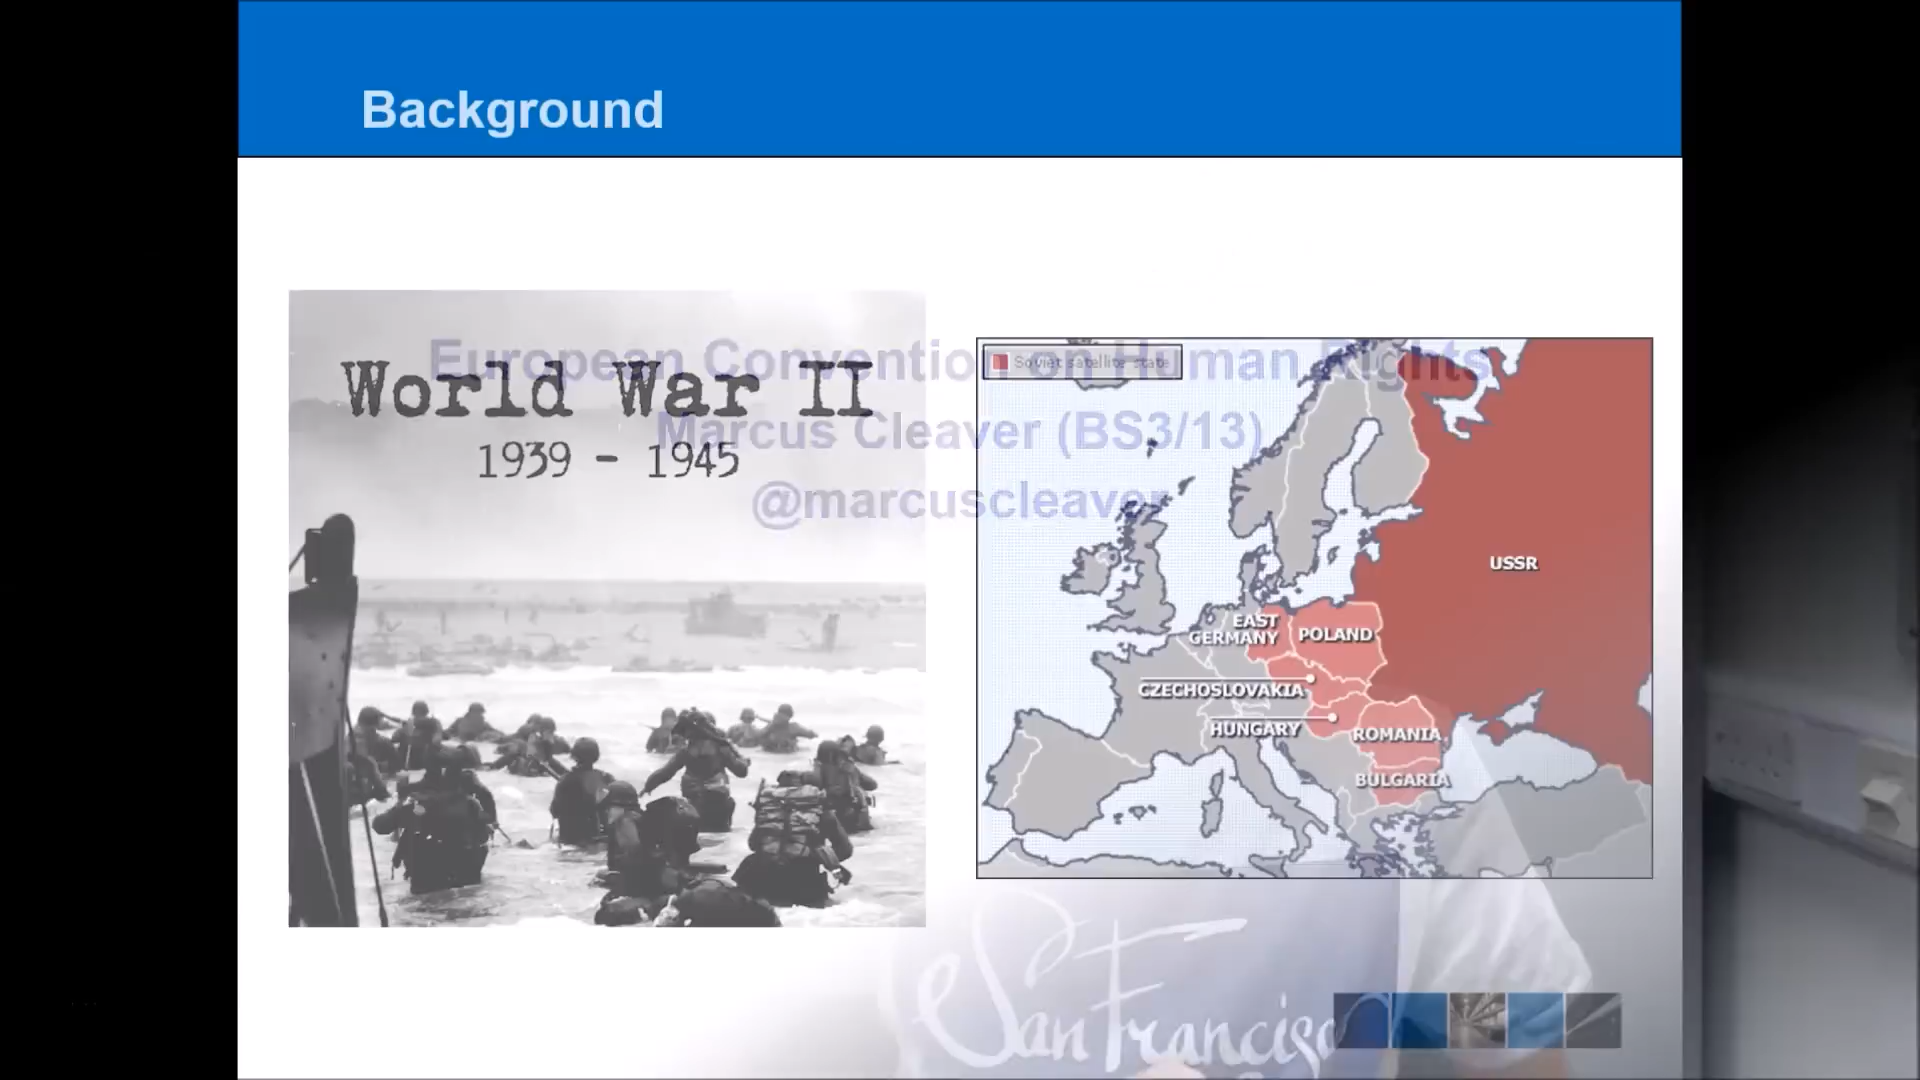 Background
European Convention on Human Rights
Marcus Cleaver (BS3/13)
@marcuscleaver
World War II
1939 - 1945
Soviet satellite state
USSR
EAST
GERMANY
POLAND
CZECHOSLOVAKIA
HUNGARY
ROMANIA
BULGARIA
San Francisco